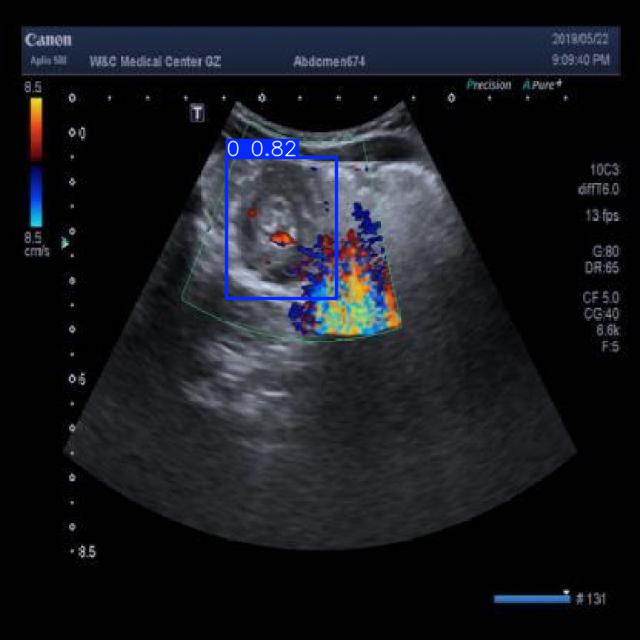 Canon
2019/05/22
Aplio 500
W&C Medical Center GZ
Abdomen674
9:09:40 PM
Precision A Pure+
8.5
T
0
0 0.82
10C3
diffT6.0
13 fps
8.5
cm/s
G:80
DR:65
CF 5.0
CG:40
8.6k
F:5
5
8.5
#131